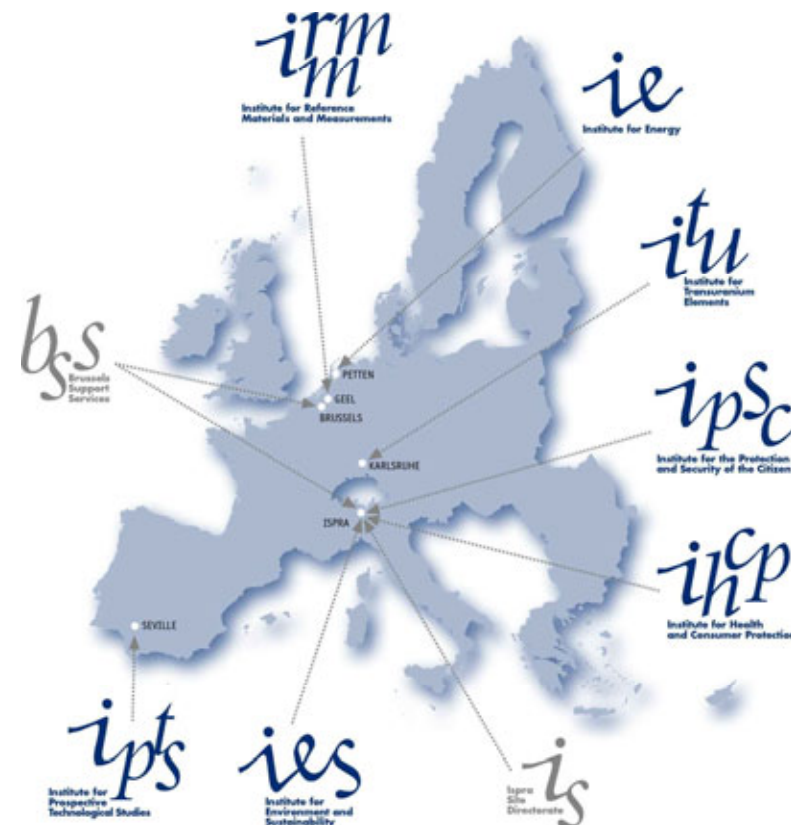 irmm
Institute for Reference
Materials and Measurements
ie
Institute for Energy
itu
Institute for
Transuranium
Elements
bss
Brussels
Support
Services
PETTEN
GEEL
BRUSSELS
KARLSRUHE
ISPRA
SEVILLE
ipsc
Institute for the Protection
and Security of the Citizen
ihcp
Institute for Health
and Consumer Protection
ipts
Institute for
Prospective
Technological Studies
ies
Institute for
Environment and
Sustainability
is
Ispra
Site
Directorate